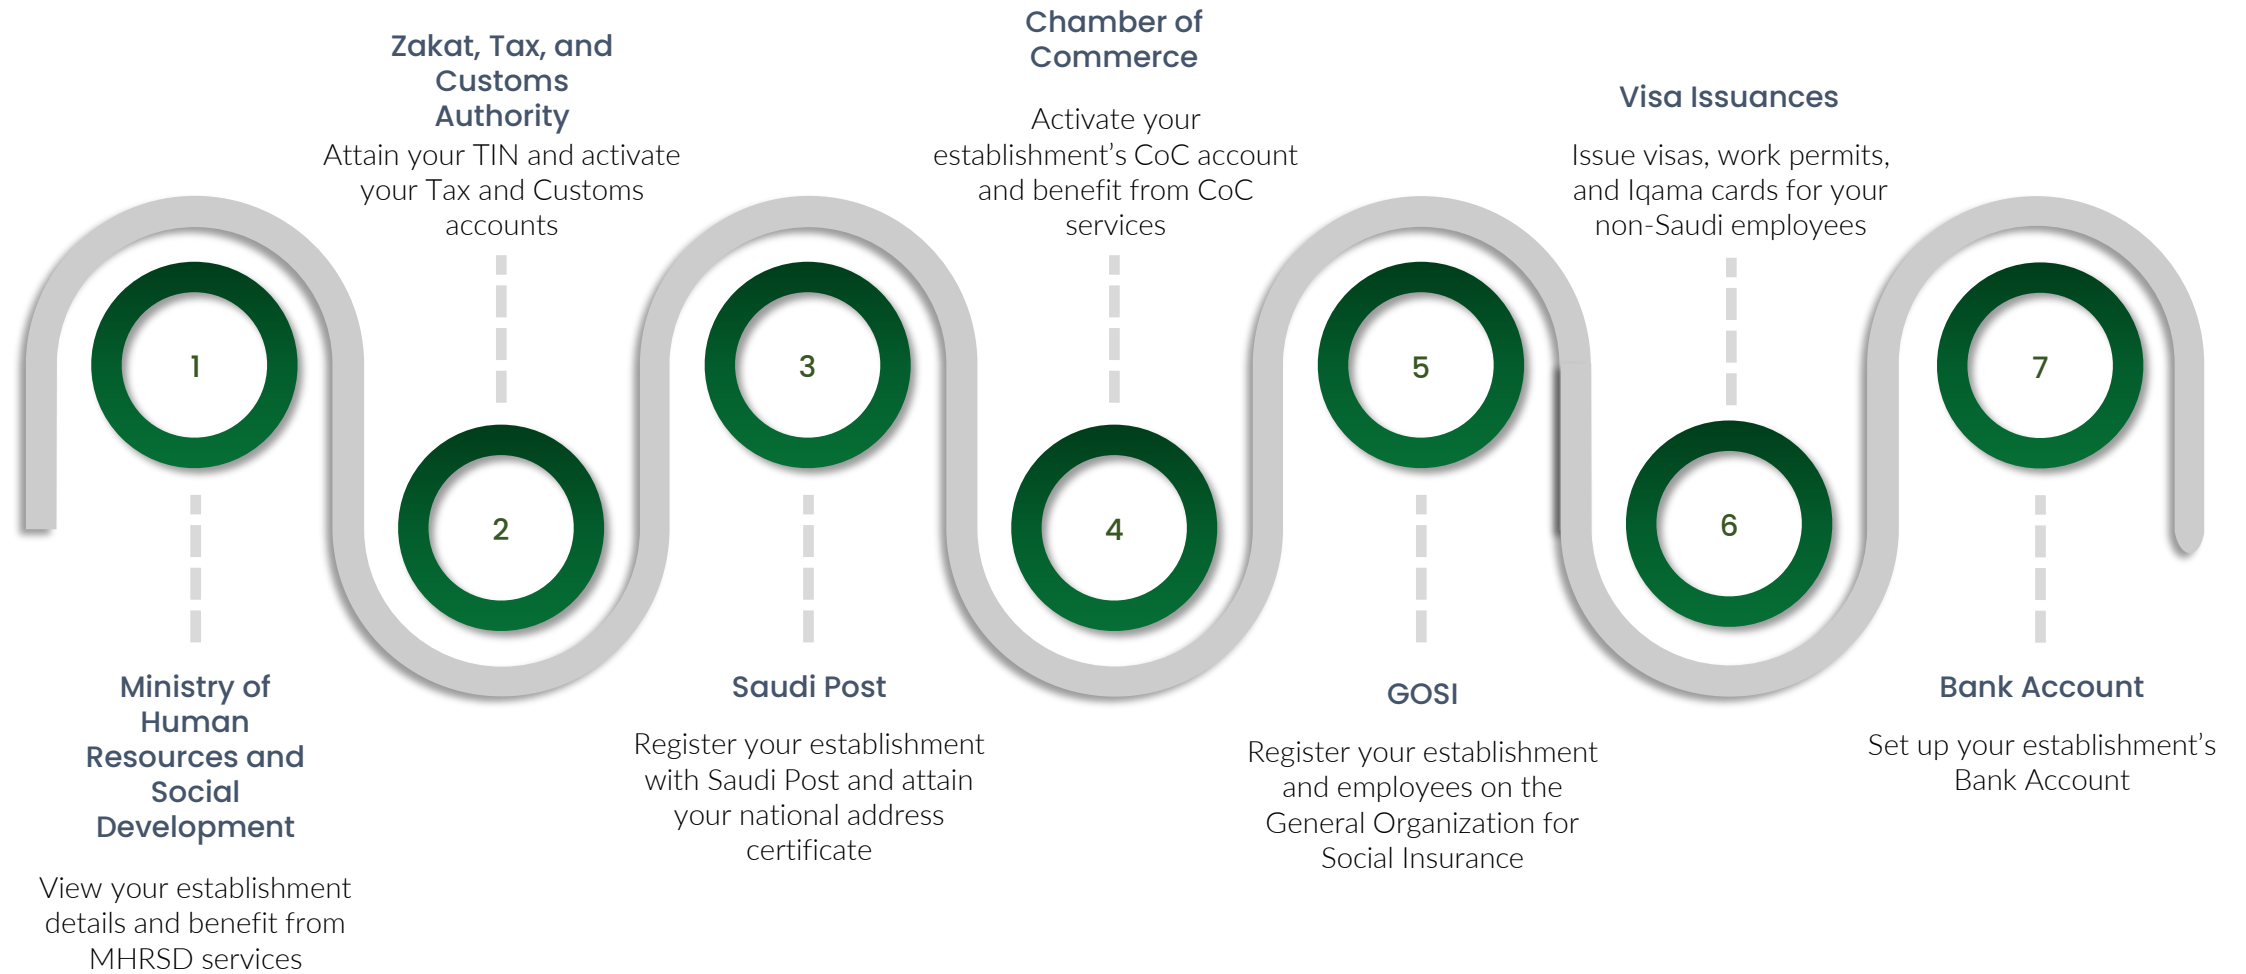 1
Ministry of
Human
Resources and
Social
Development
View your establishment
details and benefit from
MHRSD services
Zakat, Tax, and
Customs
Authority
Attain your TIN and activate
your Tax and Customs
accounts
2
3
Saudi Post
Register your establishment
with Saudi Post and attain
your national address
certificate
Chamber of
Commerce
Activate your
establishment’s CoC account
and benefit from CoC
services
4
5
GOSI
Register your establishment
and employees on the
General Organization for
Social Insurance
Visa Issuances
Issue visas, work permits,
and Iqama cards for your
non-Saudi employees
6
7
Bank Account
Set up your establishment’s
Bank Account